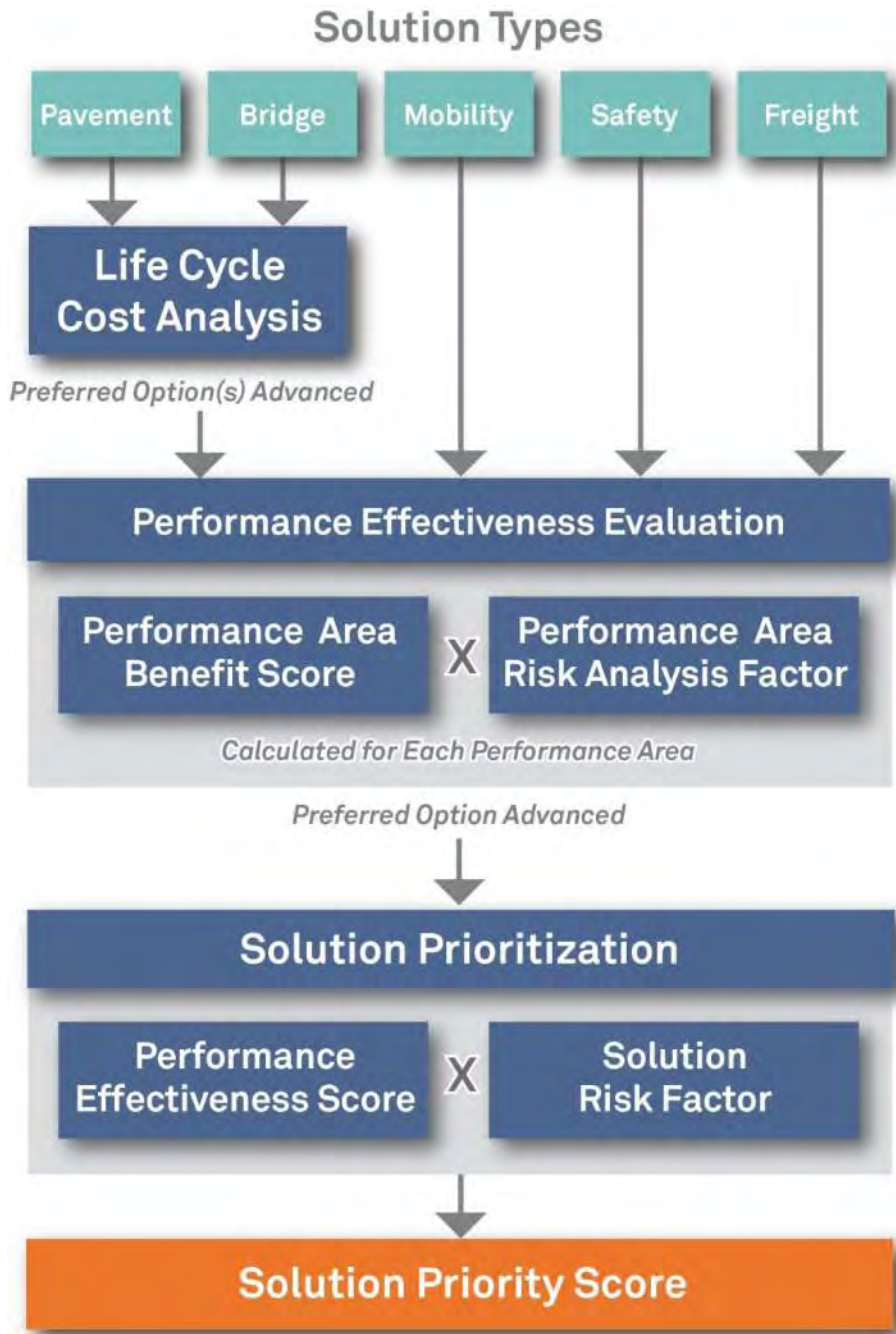 Solution Types
Pavement
Bridge
Mobility
Safety
Freight
Life Cycle
Cost Analysis
Preferred Option(s) Advanced
Performance Effectiveness Evaluation
Performance Area
Benefit Score
X
Performance Area
Risk Analysis Factor
Calculated for Each Performance Area
Preferred Option Advanced
Solution Prioritization
Performance
Effectiveness Score
X
Solution
Risk Factor
Solution Priority Score